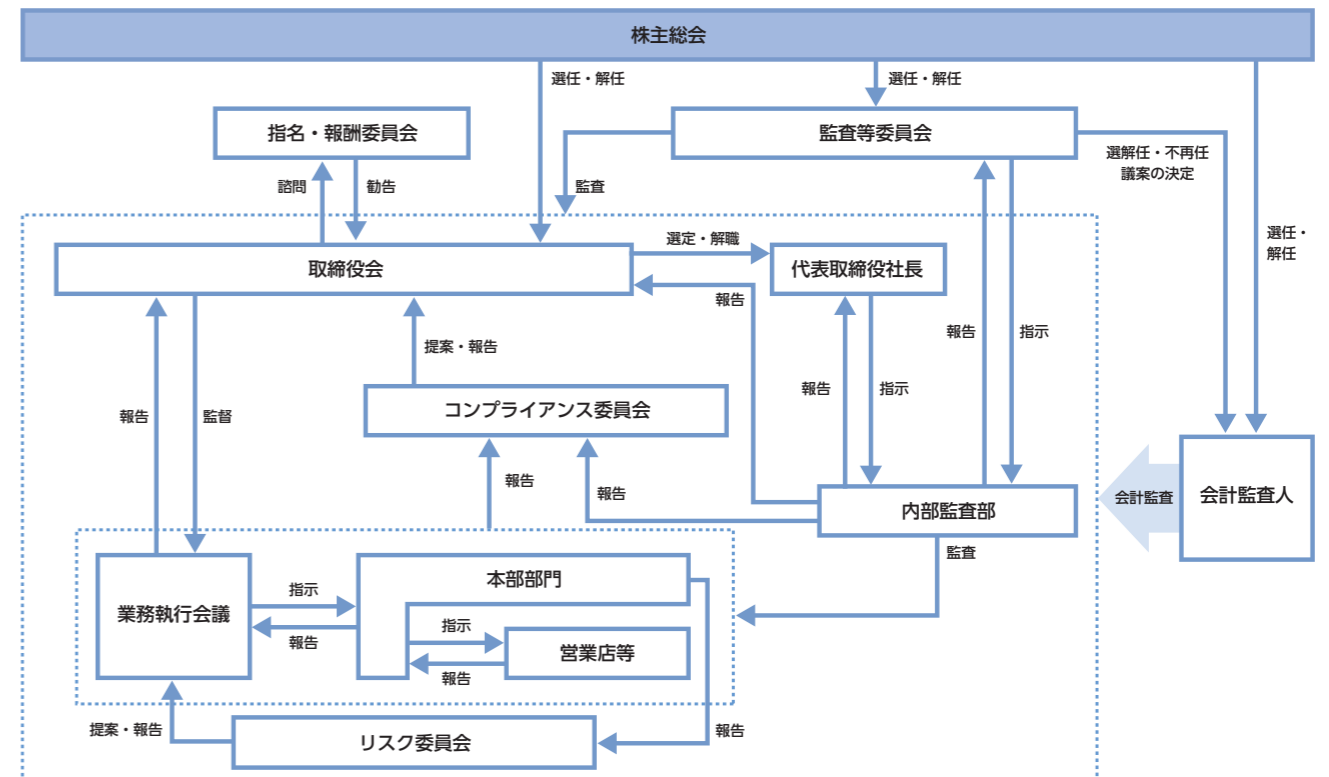 株主総会
選任・解任
選任・解任
指名・報酬委員会
監査等委員会
選解任・不再任
議案の決定
諮問
勧告
監査
選任・
解任
選定・解職
取締役会
代表取締役社長
報告
報告
指示
提案・報告
報告
指示
報告
監督
コンプライアンス委員会
報告
報告
内部監査部
会計監査
会計監査人
監査
本部部門
指示
業務執行会議
指示
報告
営業店等
報告
提案・報告
報告
リスク委員会